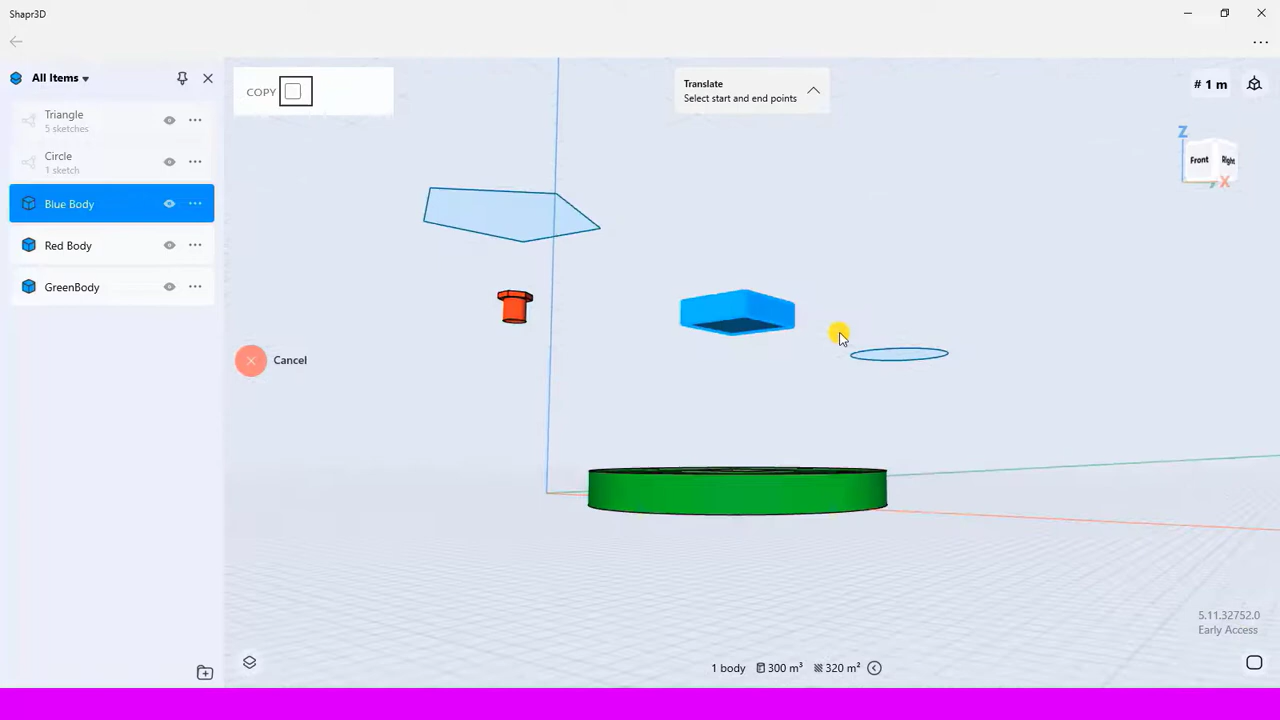 Shapr3D
All Items
COPY
Translate
Select start and end points
# 1 m
Triangle
5 sketches
Circle
1 sketch
Blue Body
Red Body
GreenBody
Z
Front
Right
X
Cancel
5.11.32752.0
Early Access
1 body 300 m³ 320 m²